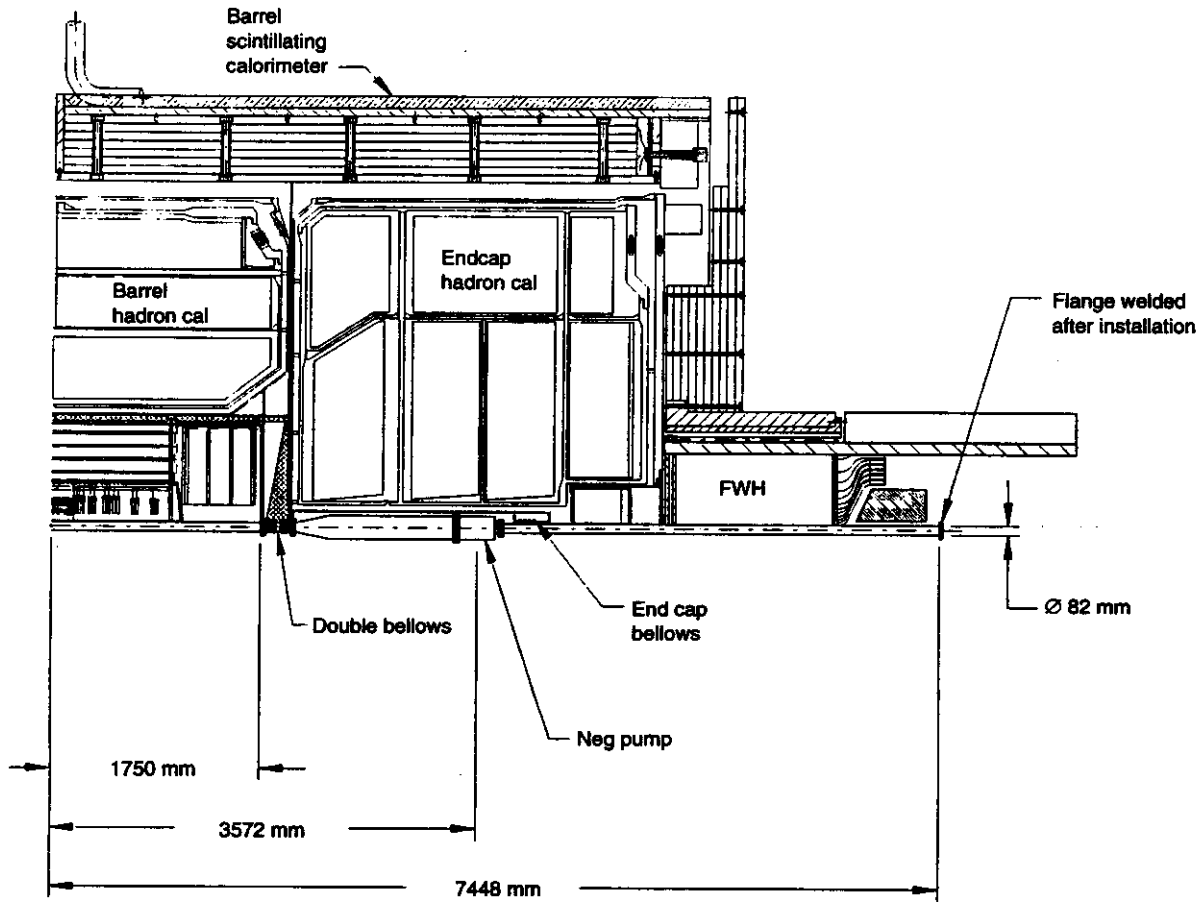 Barrel
scintillating
calorimeter
Endcap
hadron cal
Barrel
hadron cal
Flange welded
after installation
FWH
Ø 82 mm
Double bellows
End cap
bellows
Neg pump
1750 mm
3572 mm
7448 mm